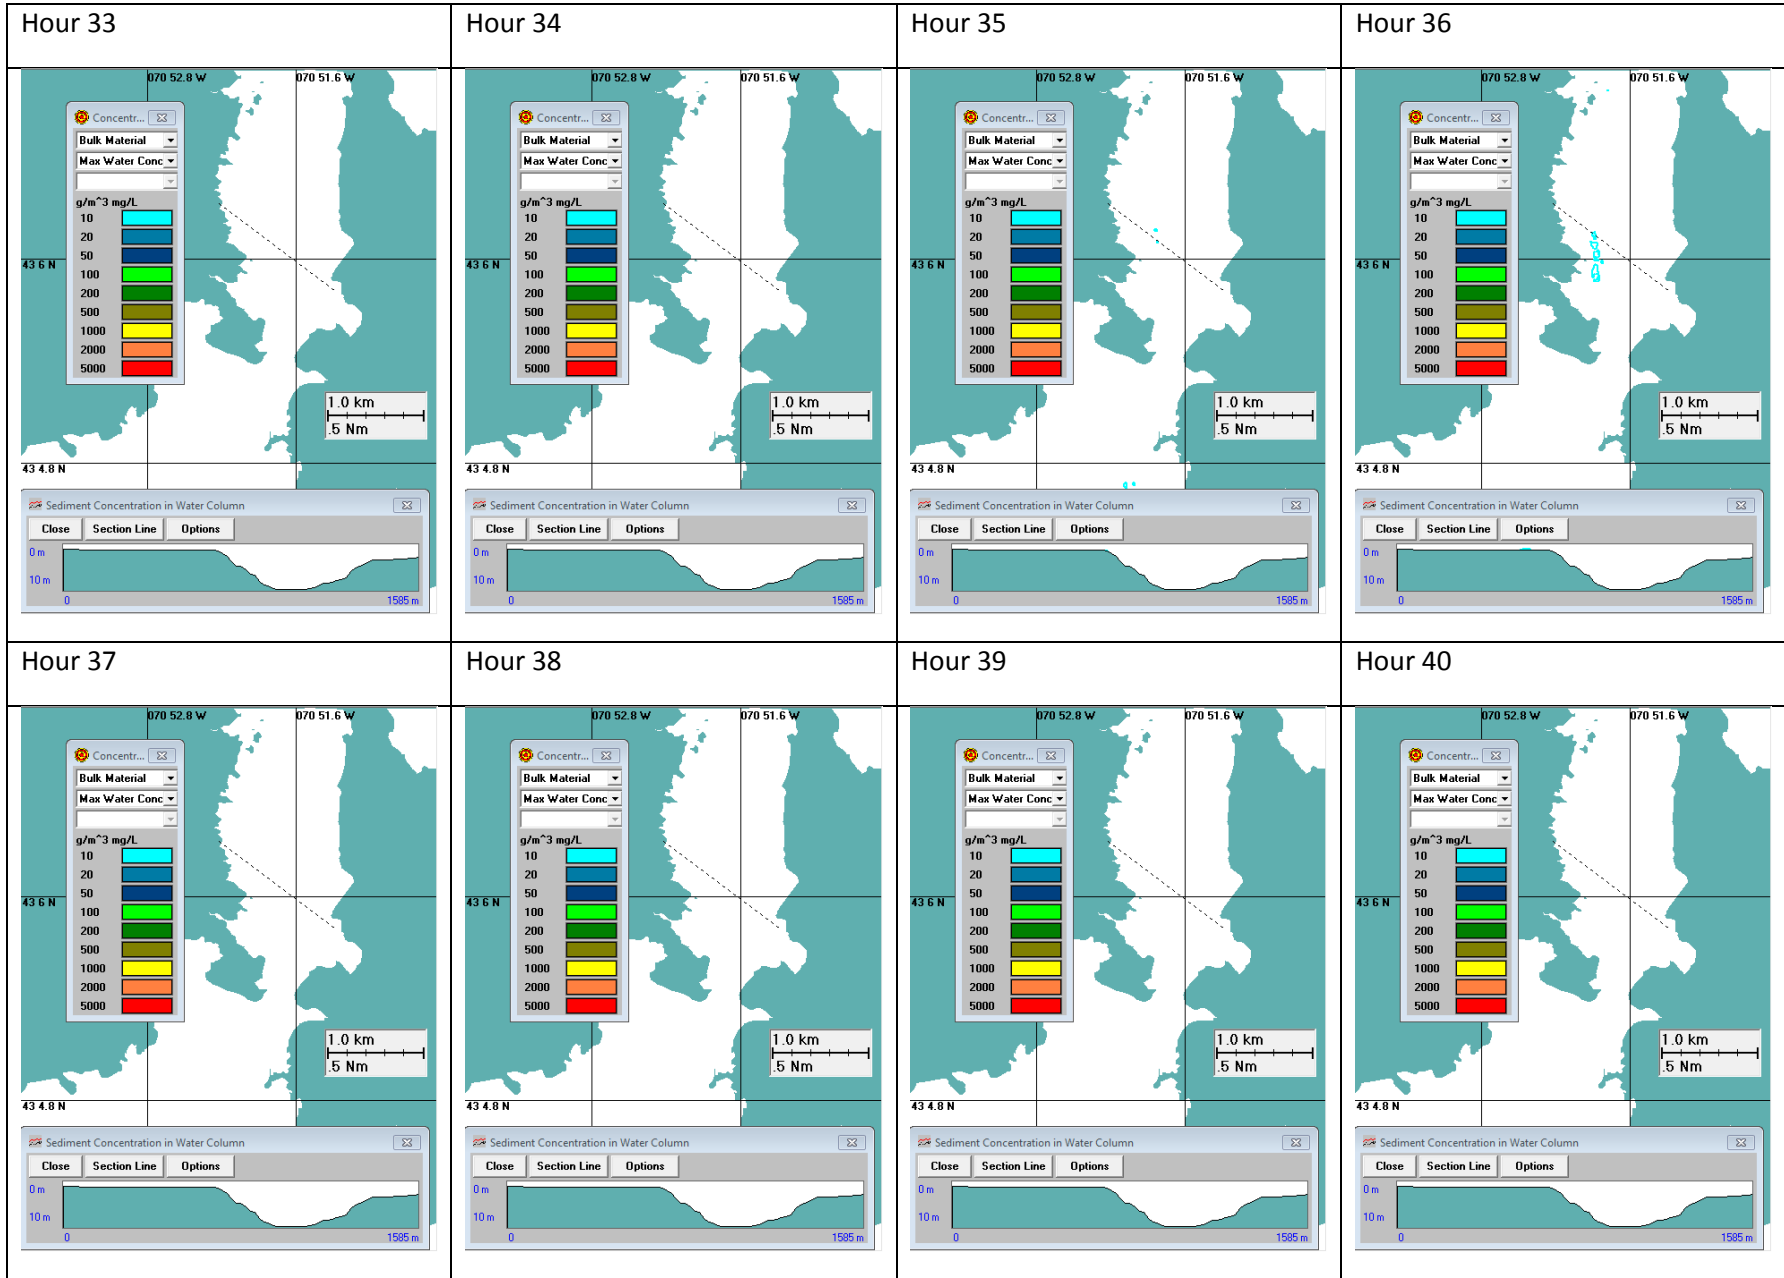 Hour 33
070 52.8 W 070 51.6 W
Concentr...
Bulk Material
Max Water Conc
g/m^3 mg/L
10
20
50
100
200
500
1000
2000
5000
43 6 N
1.0 km
.5 Nm
43 4.8 N
Sediment Concentration in Water Column
Close Section Line Options
0 m
10 m
0 1585 m
Hour 34
070 52.8 W 070 51.6 W
Concentr...
Bulk Material
Max Water Conc
g/m^3 mg/L
10
20
50
100
200
500
1000
2000
5000
43 6 N
1.0 km
.5 Nm
43 4.8 N
Sediment Concentration in Water Column
Close Section Line Options
0 m
10 m
0 1585 m
Hour 35
070 52.8 W 070 51.6 W
Concentr...
Bulk Material
Max Water Conc
g/m^3 mg/L
10
20
50
100
200
500
1000
2000
5000
43 6 N
1.0 km
.5 Nm
43 4.8 N
Sediment Concentration in Water Column
Close Section Line Options
0 m
10 m
0 1585 m
Hour 36
070 52.8 W 070 51.6 W
Concentr...
Bulk Material
Max Water Conc
g/m^3 mg/L
10
20
50
100
200
500
1000
2000
5000
43 6 N
1.0 km
.5 Nm
43 4.8 N
Sediment Concentration in Water Column
Close Section Line Options
0 m
10 m
0 1585 m
Hour 37
070 52.8 W 070 51.6 W
Concentr...
Bulk Material
Max Water Conc
g/m^3 mg/L
10
20
50
100
200
500
1000
2000
5000
43 6 N
1.0 km
.5 Nm
43 4.8 N
Sediment Concentration in Water Column
Close Section Line Options
0 m
10 m
0 1585 m
Hour 38
070 52.8 W 070 51.6 W
Concentr...
Bulk Material
Max Water Conc
g/m^3 mg/L
10
20
50
100
200
500
1000
2000
5000
43 6 N
1.0 km
.5 Nm
43 4.8 N
Sediment Concentration in Water Column
Close Section Line Options
0 m
10 m
0 1585 m
Hour 39
070 52.8 W 070 51.6 W
Concentr...
Bulk Material
Max Water Conc
g/m^3 mg/L
10
20
50
100
200
500
1000
2000
5000
43 6 N
1.0 km
.5 Nm
43 4.8 N
Sediment Concentration in Water Column
Close Section Line Options
0 m
10 m
0 1585 m
Hour 40
070 52.8 W 070 51.6 W
Concentr...
Bulk Material
Max Water Conc
g/m^3 mg/L
10
20
50
100
200
500
1000
2000
5000
43 6 N
1.0 km
.5 Nm
43 4.8 N
Sediment Concentration in Water Column
Close Section Line Options
0 m
10 m
0 1585 m